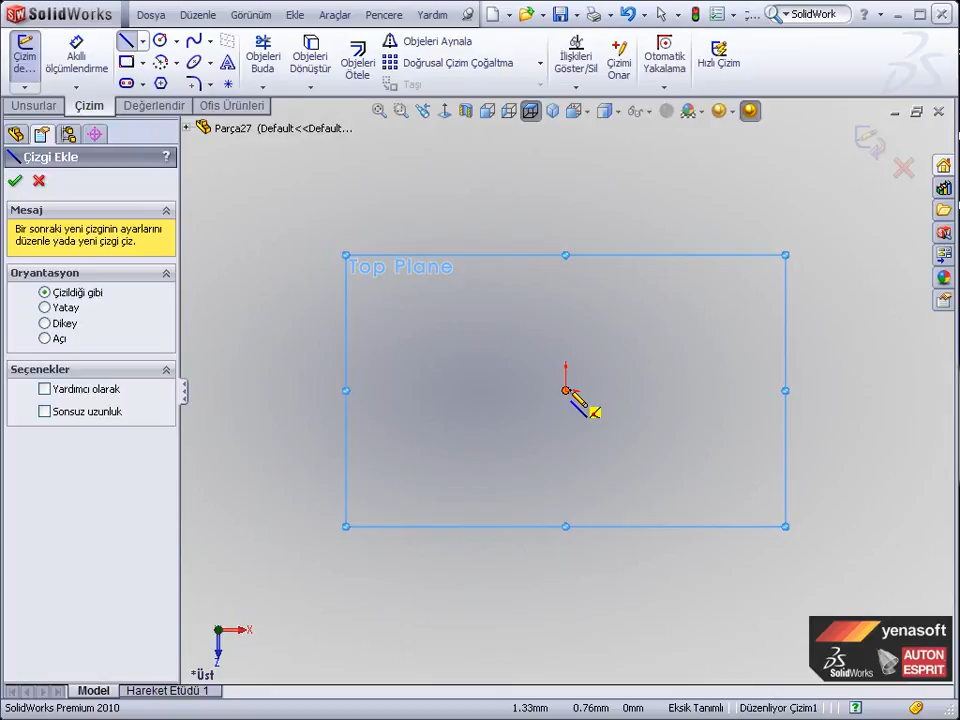 SolidWorks
Dosya Düzenle Görünüm Ekle Araçlar Pencere Yardım
SolidWork
Çizim de...
Akıllı ölçümlendirme
Objeleri Buda
Objeleri Dönüştür
Objeleri Ötele
Objeleri Aynala
Doğrusal Çizim Çoğaltma
Taşı
İlişkileri Göster/Sil
Çizimi Onar
Otomatik Yakalama
Hızlı Çizim
Unsurlar Çizim Değerlendir Ofis Ürünleri
Parça27 (Default<<Default...
Çizgi Ekle ?
Mesaj
Bir sonraki yeni çizginin ayarlarını
düzenle yada yeni çizgi çiz.
Oryantasyon
Çizildiği gibi
Yatay
Dikey
Açı
Seçenekler
Yardımcı olarak
Sonsuz uzunluk
Top Plane
X
Z
*Üst
yenasoft
SolidWorks
AUTON
ESPRIT
Model Hareket Etüdü 1
SolidWorks Premium 2010 1.33mm 0.76mm 0mm Eksik Tanımlı Düzenliyor Çizim1